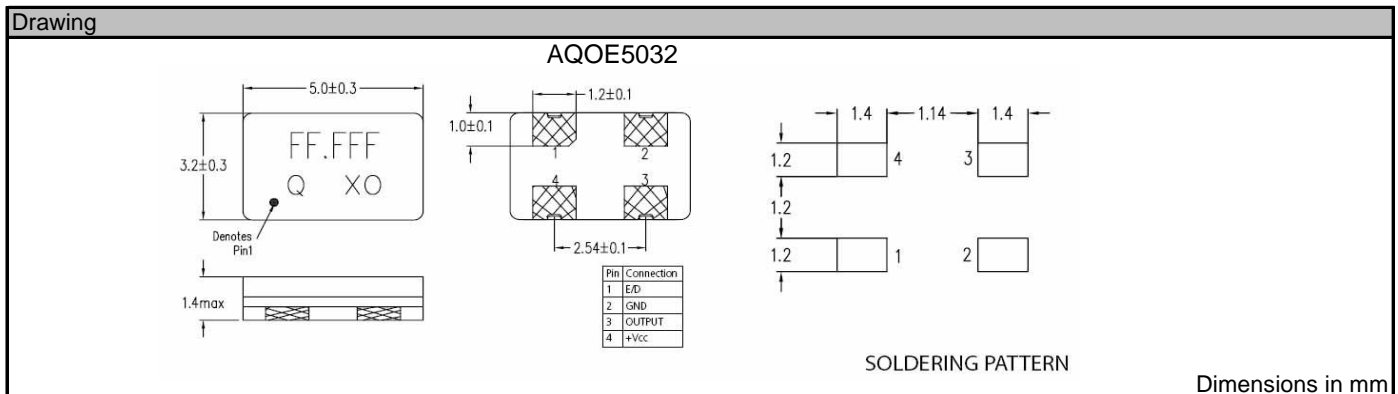 Drawing
AQOE5032
5.0±0.3
3.2±0.3
FF.FFF
Q XO
Denotes
Pin1
1.4max
1.2±0.1
1.0±0.1
1
2
4
3
2.54±0.1
Pin Connection
1 E/D
2 GND
3 OUTPUT
4 +Vcc
1.4 1.14 1.4
1.2 4 3
1.2
1.2 1 2
SOLDERING PATTERN
Dimensions in mm